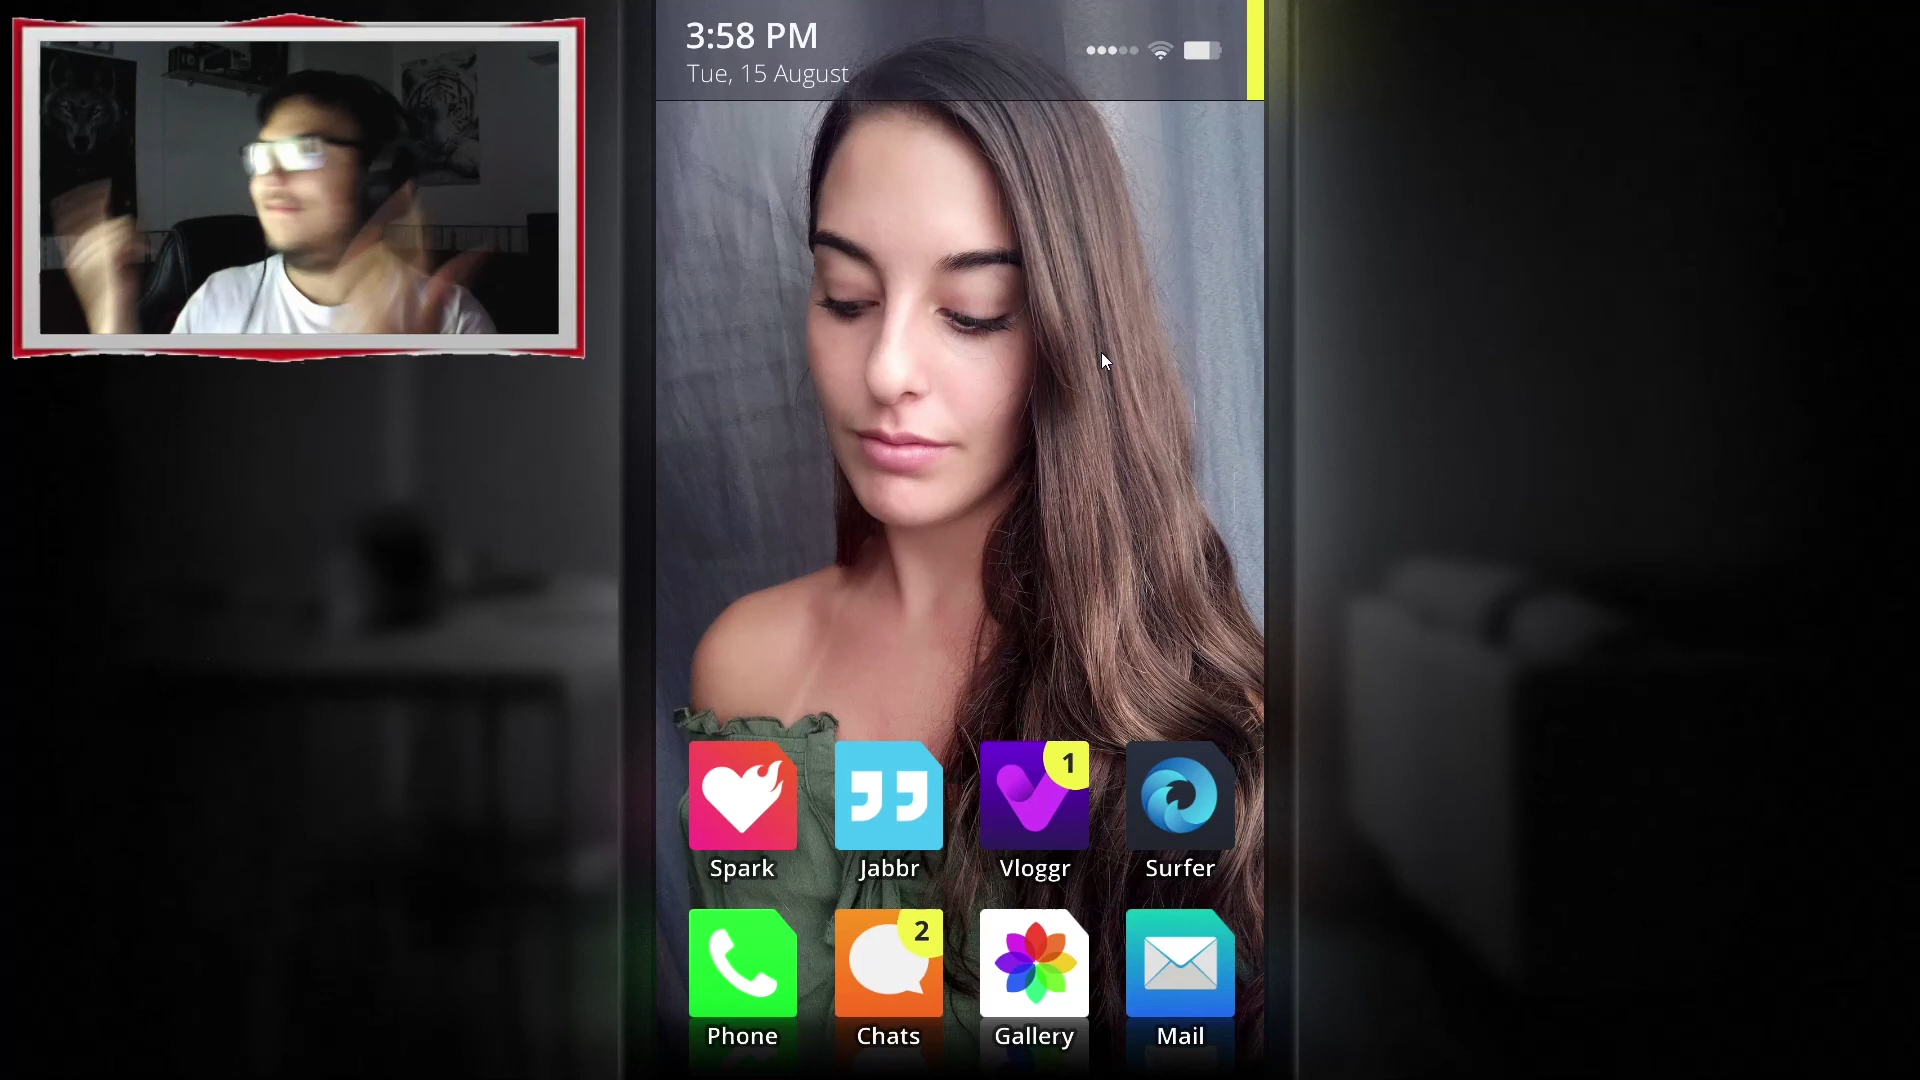 3:58 PM
Tue, 15 August
1
Spark
Jabbr
Vloggr
Surfer
2
Phone
Chats
Gallery
Mail